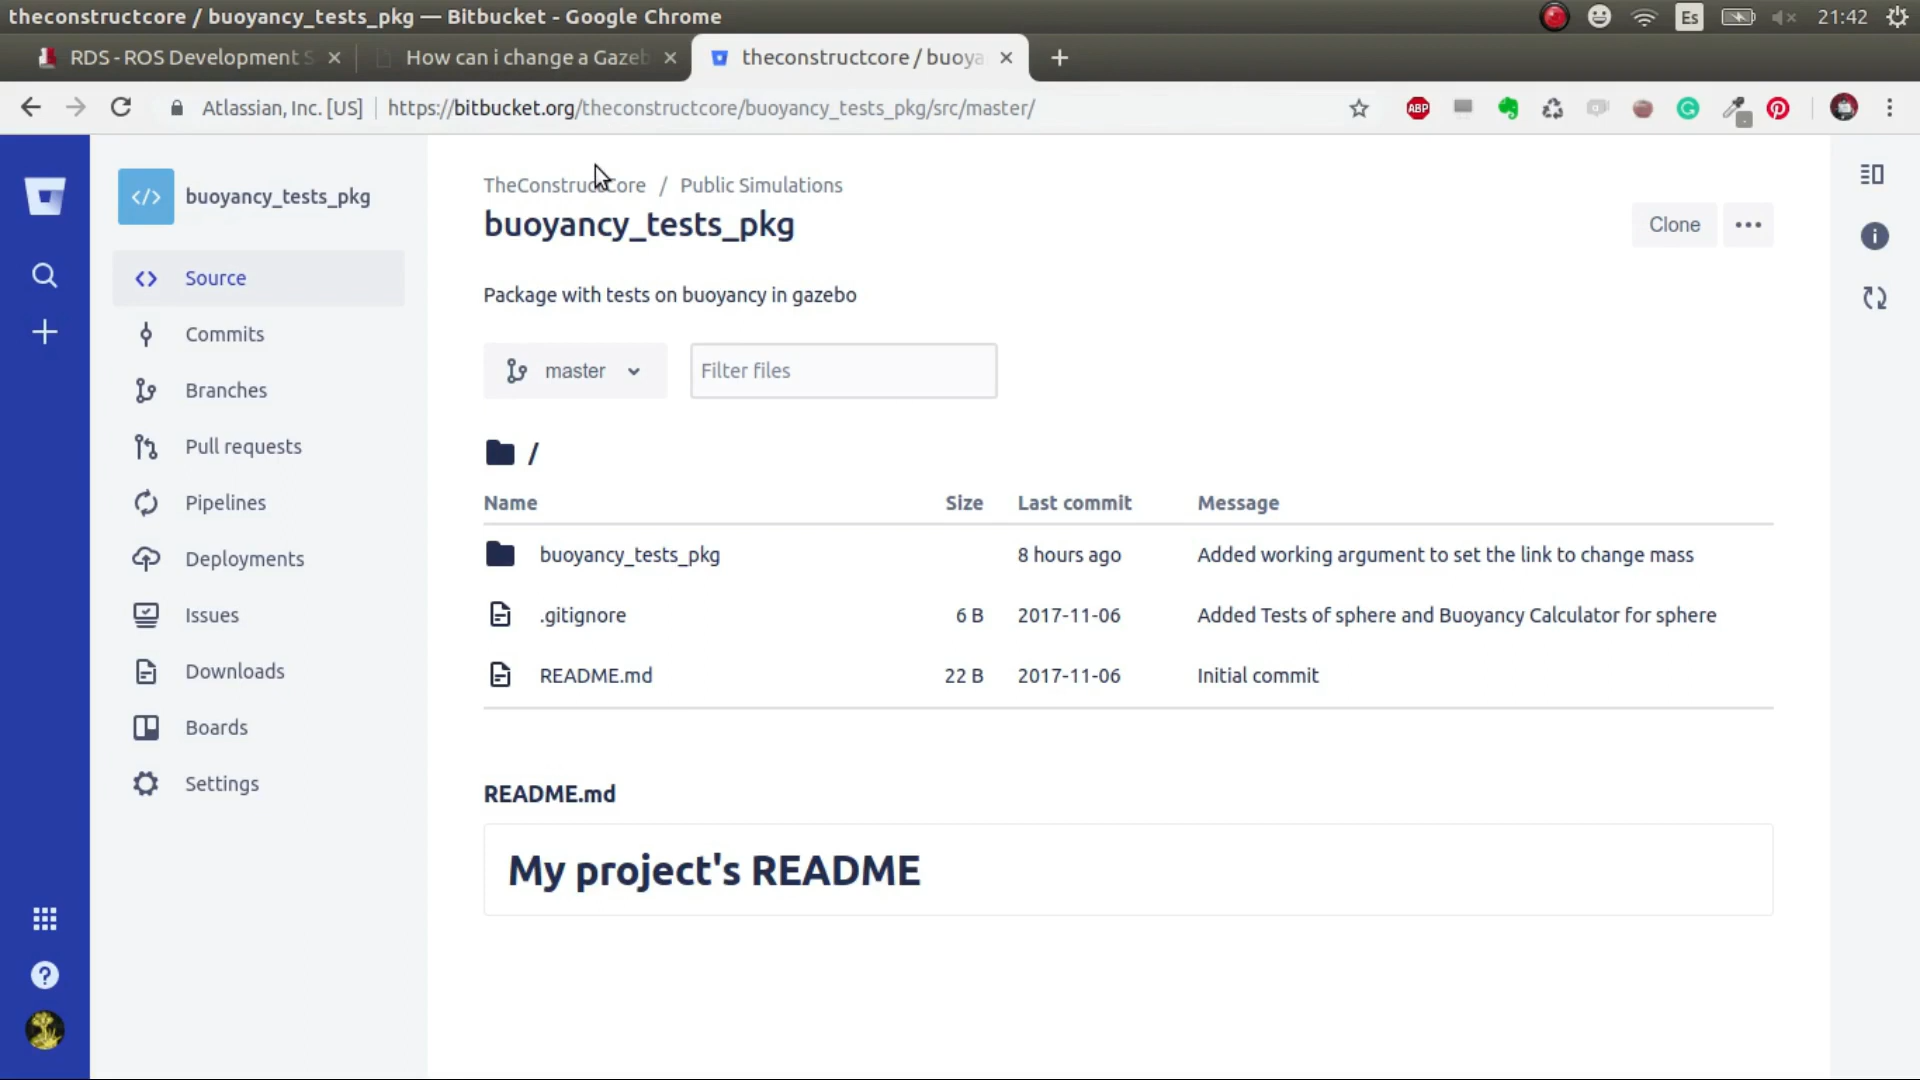 theconstructcore / buoyancy_tests_pkg — Bitbucket - Google Chrome
Es
21:42
RDS - ROS Development S
How can i change a Gazeb
theconstructcore / buoya
Atlassian, Inc. [US]
https://bitbucket.org/theconstructcore/buoyancy_tests_pkg/src/master/
ABP
buoyancy_tests_pkg
Source
Commits
Branches
Pull requests
Pipelines
Deployments
Issues
Downloads
Boards
Settings
TheConstructCore / Public Simulations
buoyancy_tests_pkg
Clone
Package with tests on buoyancy in gazebo
master
Filter files
/
Name Size Last commit Message
buoyancy_tests_pkg 8 hours ago Added working argument to set the link to change mass
.gitignore 6 B 2017-11-06 Added Tests of sphere and Buoyancy Calculator for sphere
README.md 22 B 2017-11-06 Initial commit
README.md
My project's README